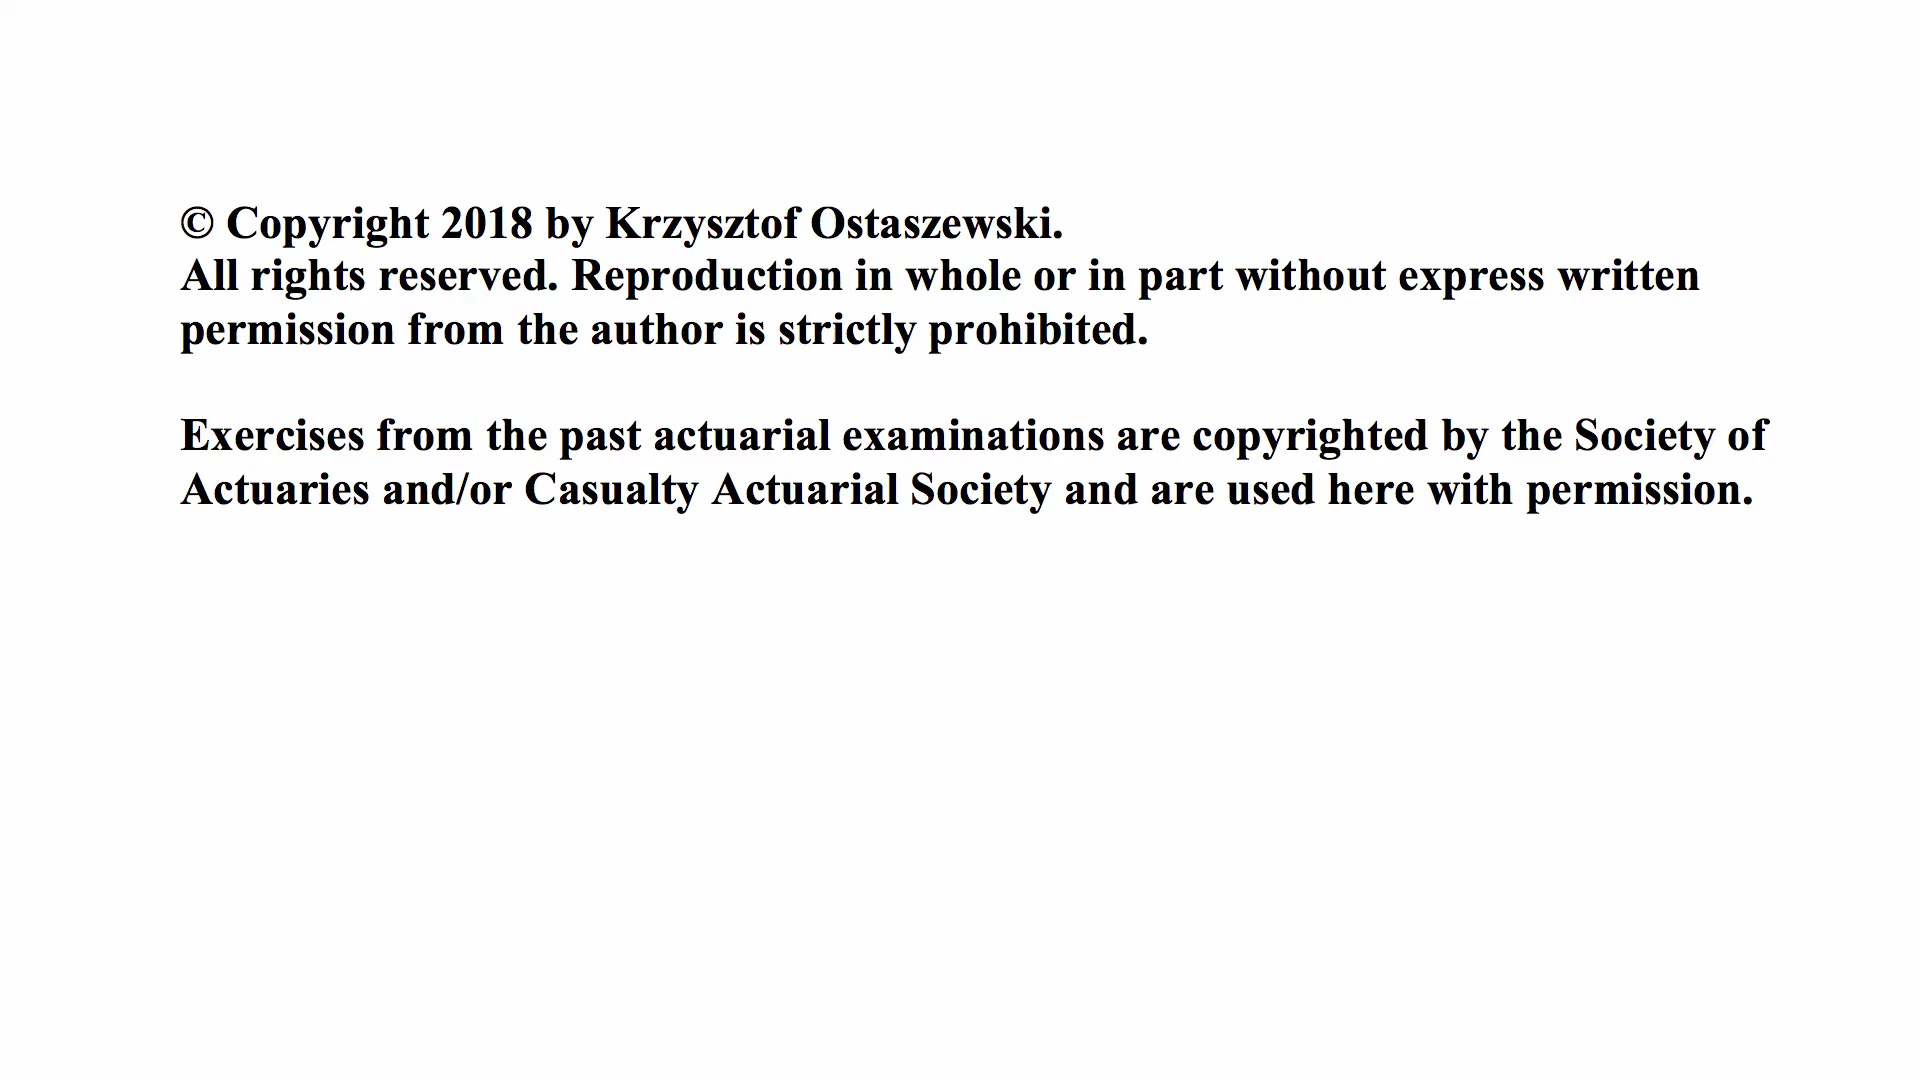 © Copyright 2018 by Krzysztof Ostaszewski.
All rights reserved. Reproduction in whole or in part without express written
permission from the author is strictly prohibited.
Exercises from the past actuarial examinations are copyrighted by the Society of
Actuaries and/or Casualty Actuarial Society and are used here with permission.